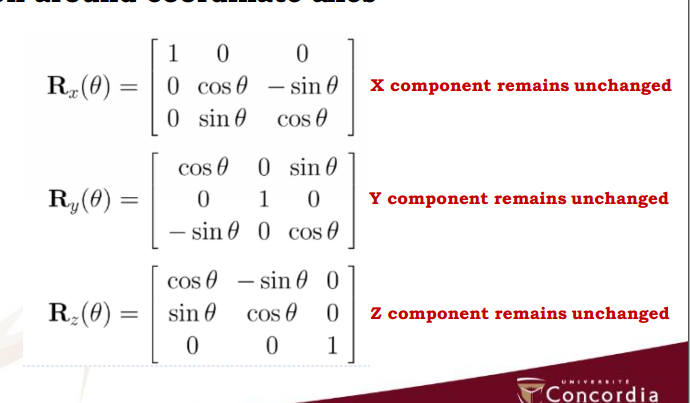 R_x(θ) = [ 1 0 0
0 cos θ − sin θ
0 sin θ cos θ ] X component remains unchanged
R_y(θ) = [ cos θ 0 sin θ
0 1 0
− sin θ 0 cos θ ] Y component remains unchanged
R_z(θ) = [ cos θ − sin θ 0
sin θ cos θ 0
0 0 1 ] Z component remains unchanged
UNIVERSITÉ
Concordia